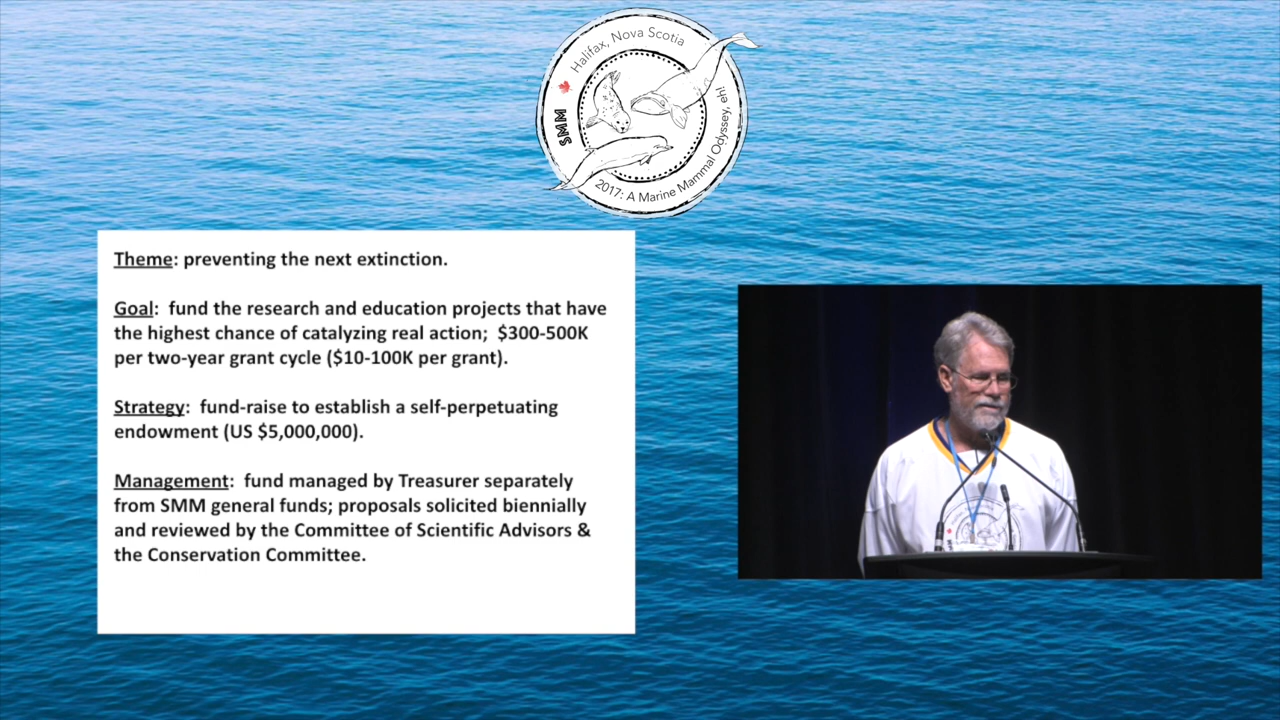 Halifax, Nova Scotia
SMM
2017: A Marine Mammal Odyssey, eh!
Theme: preventing the next extinction.
Goal:  fund the research and education projects that have
the highest chance of catalyzing real action;  $300-500K
per two-year grant cycle ($10-100K per grant).
Strategy:  fund-raise to establish a self-perpetuating
endowment (US $5,000,000).
Management:  fund managed by Treasurer separately
from SMM general funds; proposals solicited biennially
and reviewed by the Committee of Scientific Advisors &
the Conservation Committee.